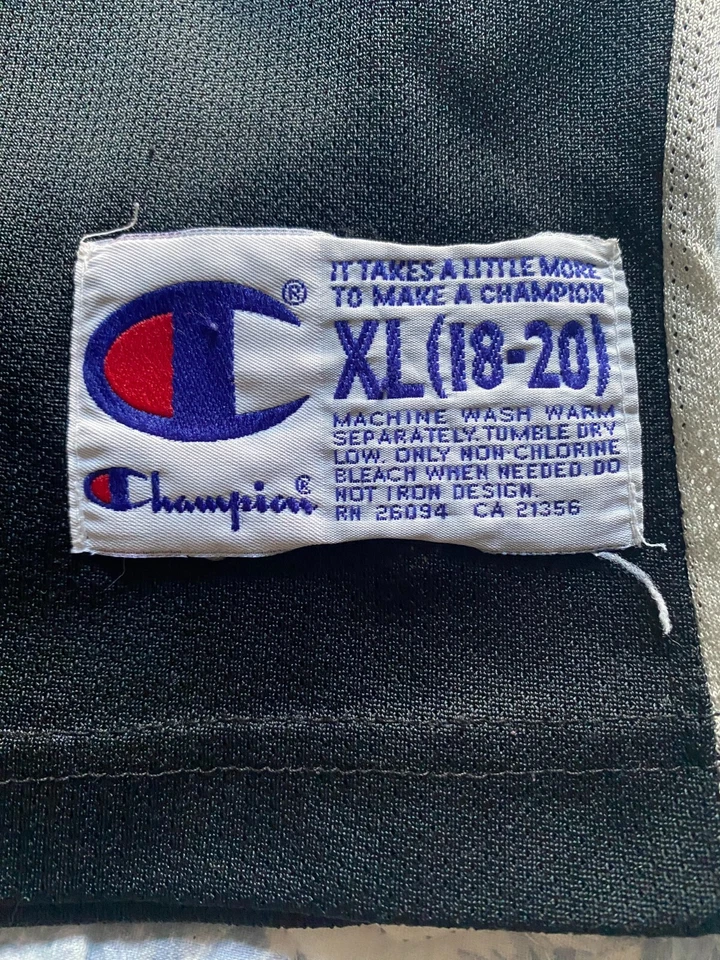 IT TAKES A LITTLE MORE
TO MAKE A CHAMPION
XL (18-20)
MACHINE WASH WARM
SEPARATELY. TUMBLE DRY
LOW. ONLY NON-CHLORINE
BLEACH WHEN NEEDED. DO
NOT IRON DESIGN.
RN 26094 CA 21356
®
Champion®